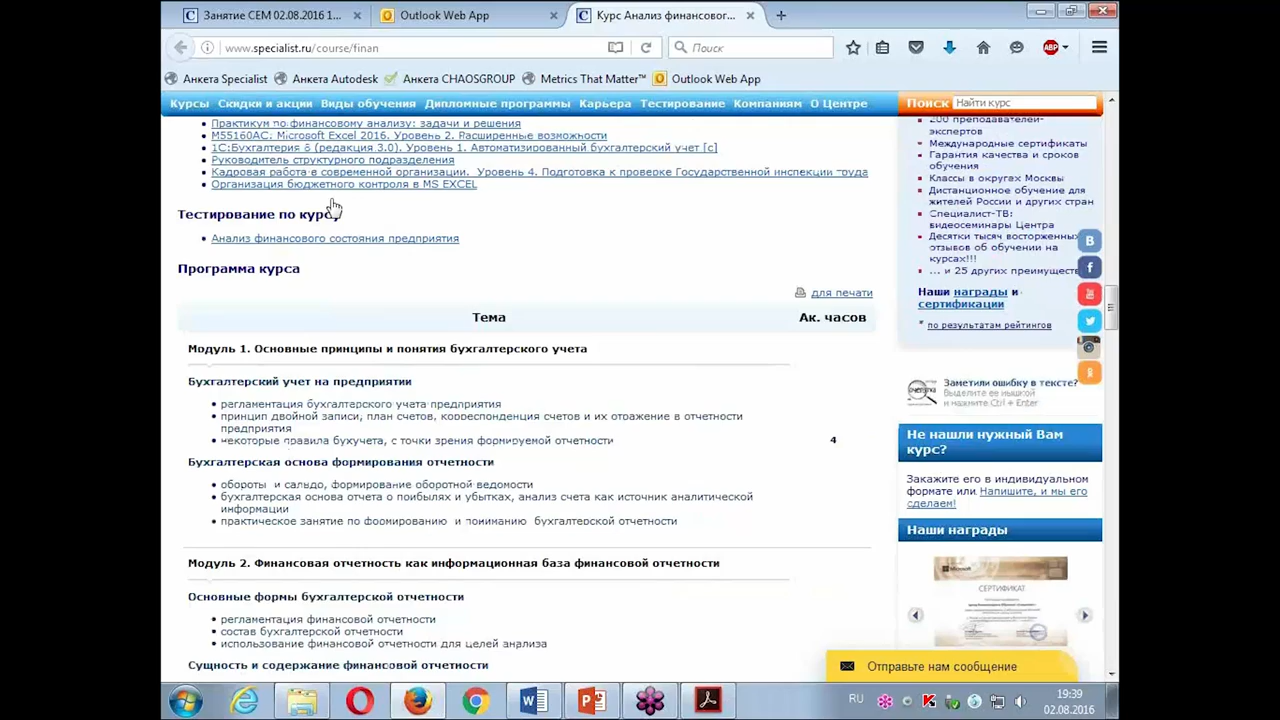 Занятие СЕМ 02.08.2016 1...
Outlook Web App
Курс Анализ финансовог...
www.specialist.ru/course/finan
Поиск
ABP
Анкета Specialist
Анкета Autodesk
Анкета CHAOSGROUP
Metrics That Matter™
Outlook Web App
Курсы Скидки и акции Виды обучения Дипломные программы Карьера Тестирование Компаниям О Центре
Поиск
Найти курс
Практикум по финансовому анализу: задачи и решения
M55160AC: Microsoft Excel 2016. Уровень 2. Расширенные возможности
1С:Бухгалтерия 8 (редакция 3.0). Уровень 1. Автоматизированный бухгалтерский учет [c]
Руководитель структурного подразделения
Кадровая работа в современной организации. Уровень 4. Подготовка к проверке Государственной инспекции труда
Организация бюджетного контроля в MS EXCEL
Тестирование по курс
Анализ финансового состояния предприятия
Программа курса
для печати
Тема
Ак. часов
Модуль 1. Основные принципы и понятия бухгалтерского учета
Бухгалтерский учет на предприятии
регламентация бухгалтерского учета предприятия
принцип двойной записи, план счетов, корреспонденция счетов и их отражение в отчетности
предприятия
некоторые правила бухучета, с точки зрения формируемой отчетности
4
Бухгалтерская основа формирования отчетности
обороты и сальдо, формирование оборотной ведомости
бухгалтерская основа отчета о прибылях и убытках, анализ счета как источник аналитической
информации
практическое занятие по формированию и пониманию бухгалтерской отчетности
Модуль 2. Финансовая отчетность как информационная база финансовой отчетности
Основные формы бухгалтерской отчетности
регламентация финансовой отчетности
состав бухгалтерской отчетности
использование финансовой отчетности для целей анализа
Сущность и содержание финансовой отчетности
200 преподавателей-
экспертов
Международные сертификаты
Гарантия качества и сроков
обучения
Классы в округах Москвы
Дистанционное обучение для
жителей России и других стран
Специалист-ТВ:
видеосеминары Центра
Десятки тысяч восторженных
отзывов об обучении на
курсах!!!
... и 25 других преимуществ
Наши награды и
сертификации
* по результатам рейтингов
Заметили ошибку в тексте?
Выделите ее мышкой
и нажмите Ctrl + Enter
Не нашли нужный Вам
курс?
Закажите его в индивидуальном
формате или Напишите, и мы его
сделаем!
Наши награды
Microsoft
СЕРТИФИКАТ
Отправьте нам сообщение
RU
19:39
02.08.2016